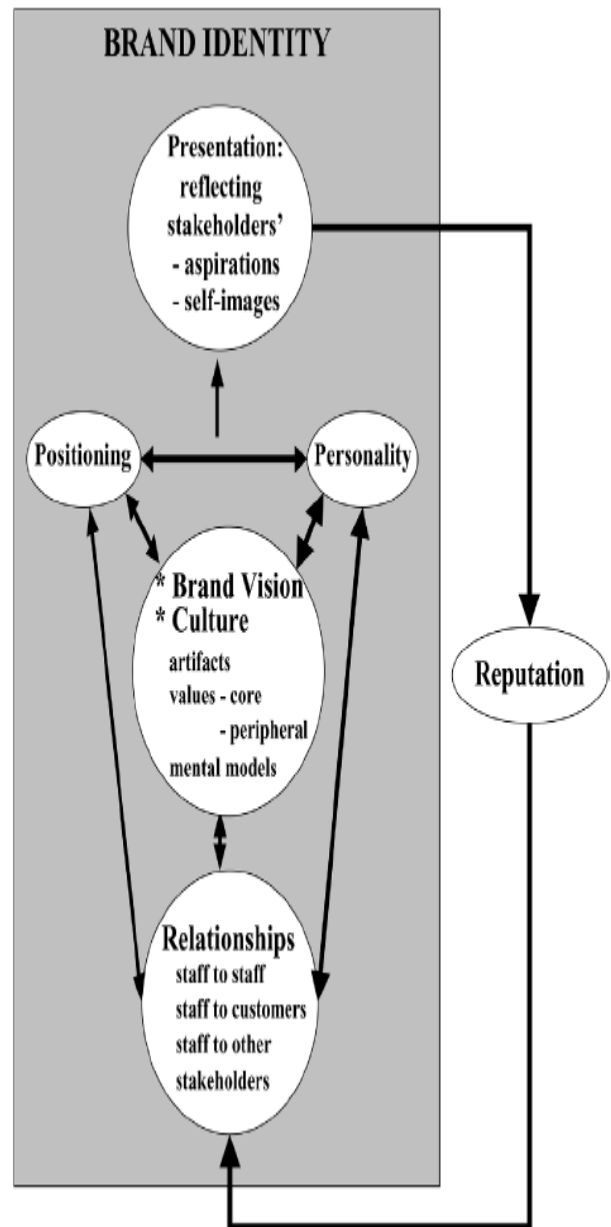 BRAND IDENTITY
Presentation:
reflecting
stakeholders’
- aspirations
- self-images
Positioning
Personality
* Brand Vision
* Culture
artifacts
values - core
- peripheral
mental models
Reputation
Relationships
staff to staff
staff to customers
staff to other
stakeholders